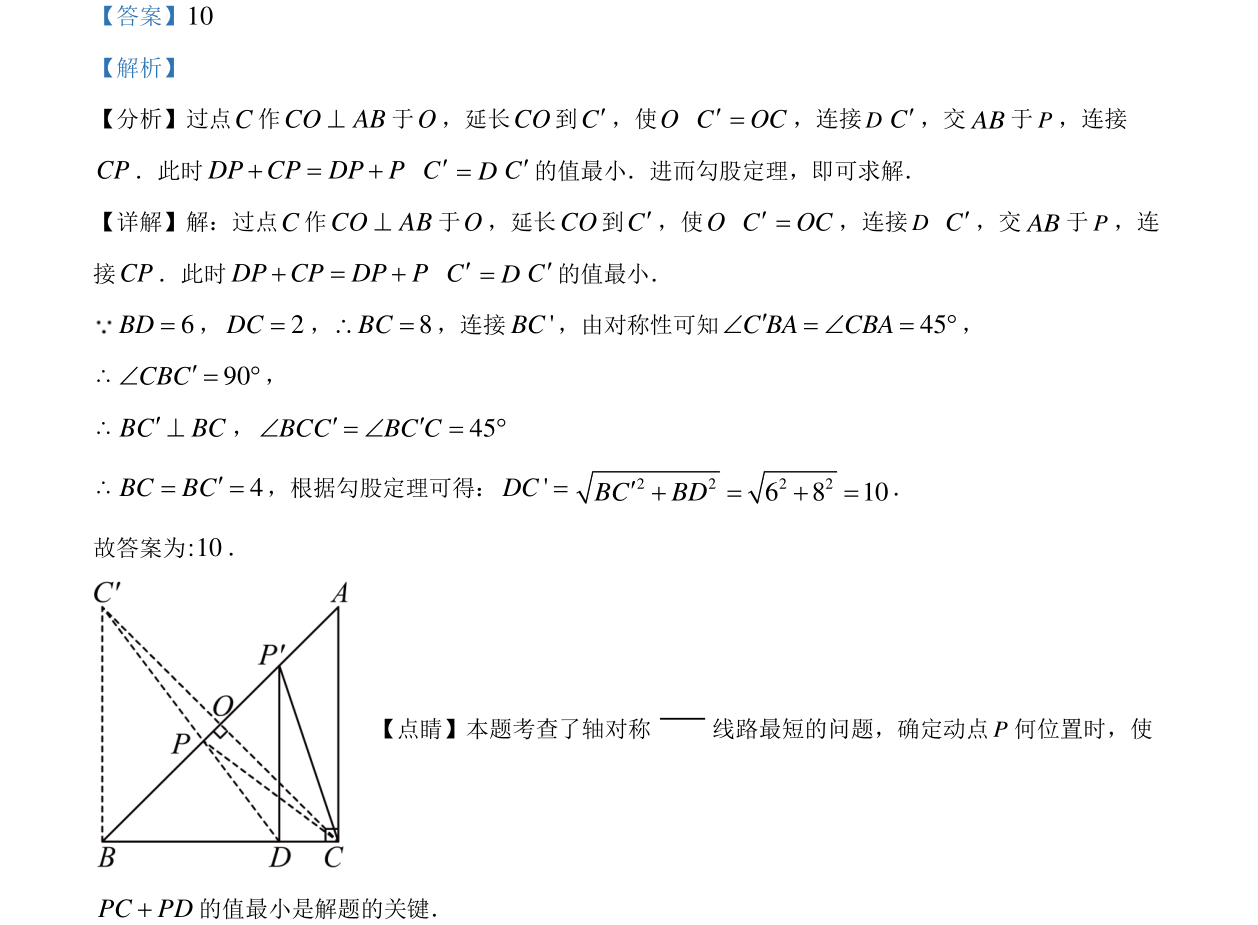 【答案】10
【解析】
【分析】过点C作CO⊥AB于O，延长CO到C′，使O C′=OC，连接D C′，交AB于P，连接
CP．此时DP+CP=DP+P C′=D C′的值最小．进而勾股定理，即可求解．
【详解】解：过点C作CO⊥AB于O，延长CO到C′，使O C′=OC，连接D C′，交AB于P，连
接CP．此时DP+CP=DP+P C′=D C′的值最小．
∵BD=6，DC=2，∴BC=8，连接BC'，由对称性可知∠C′BA=∠CBA=45°，
∴∠CBC′=90°，
∴BC′⊥BC，∠BCC′=∠BC′C=45°
∴BC=BC′=4，根据勾股定理可得：DC'=√(BC′²+BD²)=√(6²+8²)=10．
故答案为:10．
C′ A
P′
O
P
B D C
【点睛】本题考查了轴对称——线路最短的问题，确定动点P何位置时，使
PC+PD的值最小是解题的关键．